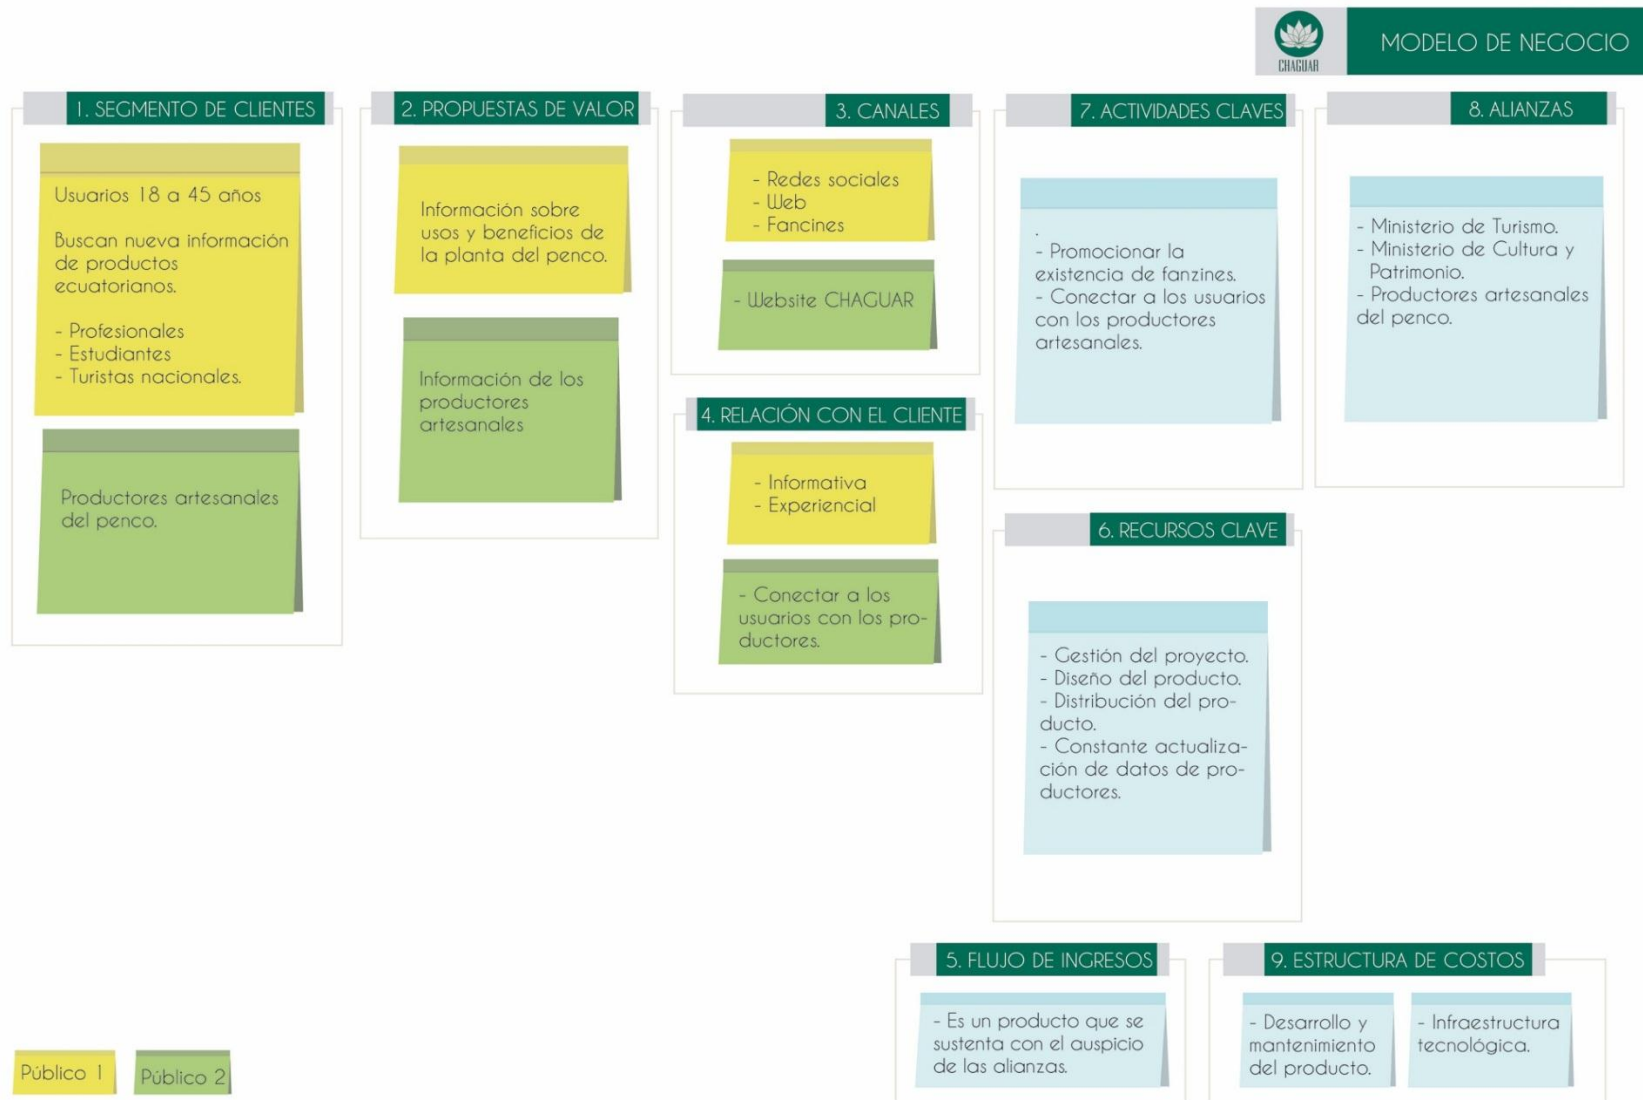 CHAGUAR
MODELO DE NEGOCIO
1. SEGMENTO DE CLIENTES
Usuarios 18 a 45 años
Buscan nueva información
de productos
ecuatorianos.
- Profesionales
- Estudiantes
- Turistas nacionales.
Productores artesanales
del penco.
2. PROPUESTAS DE VALOR
Información sobre
usos y beneficios de
la planta del penco.
Información de los
productores
artesanales
3. CANALES
- Redes sociales
- Web
- Fancines
- Website CHAGUAR
4. RELACIÓN CON EL CLIENTE
- Informativa
- Experiencial
- Conectar a los
usuarios con los pro-
ductores.
7. ACTIVIDADES CLAVES
.
- Promocionar la
existencia de fanzines.
- Conectar a los usuarios
con los productores
artesanales.
8. ALIANZAS
- Ministerio de Turismo.
- Ministerio de Cultura y
Patrimonio.
- Productores artesanales
del penco.
6. RECURSOS CLAVE
- Gestión del proyecto.
- Diseño del producto.
- Distribución del pro-
ducto.
- Constante actualiza-
ción de datos de pro-
ductores.
5. FLUJO DE INGRESOS
- Es un producto que se
sustenta con el auspicio
de las alianzas.
9. ESTRUCTURA DE COSTOS
- Desarrollo y
mantenimiento
del producto.
- Infraestructura
tecnológica.
Público 1
Público 2